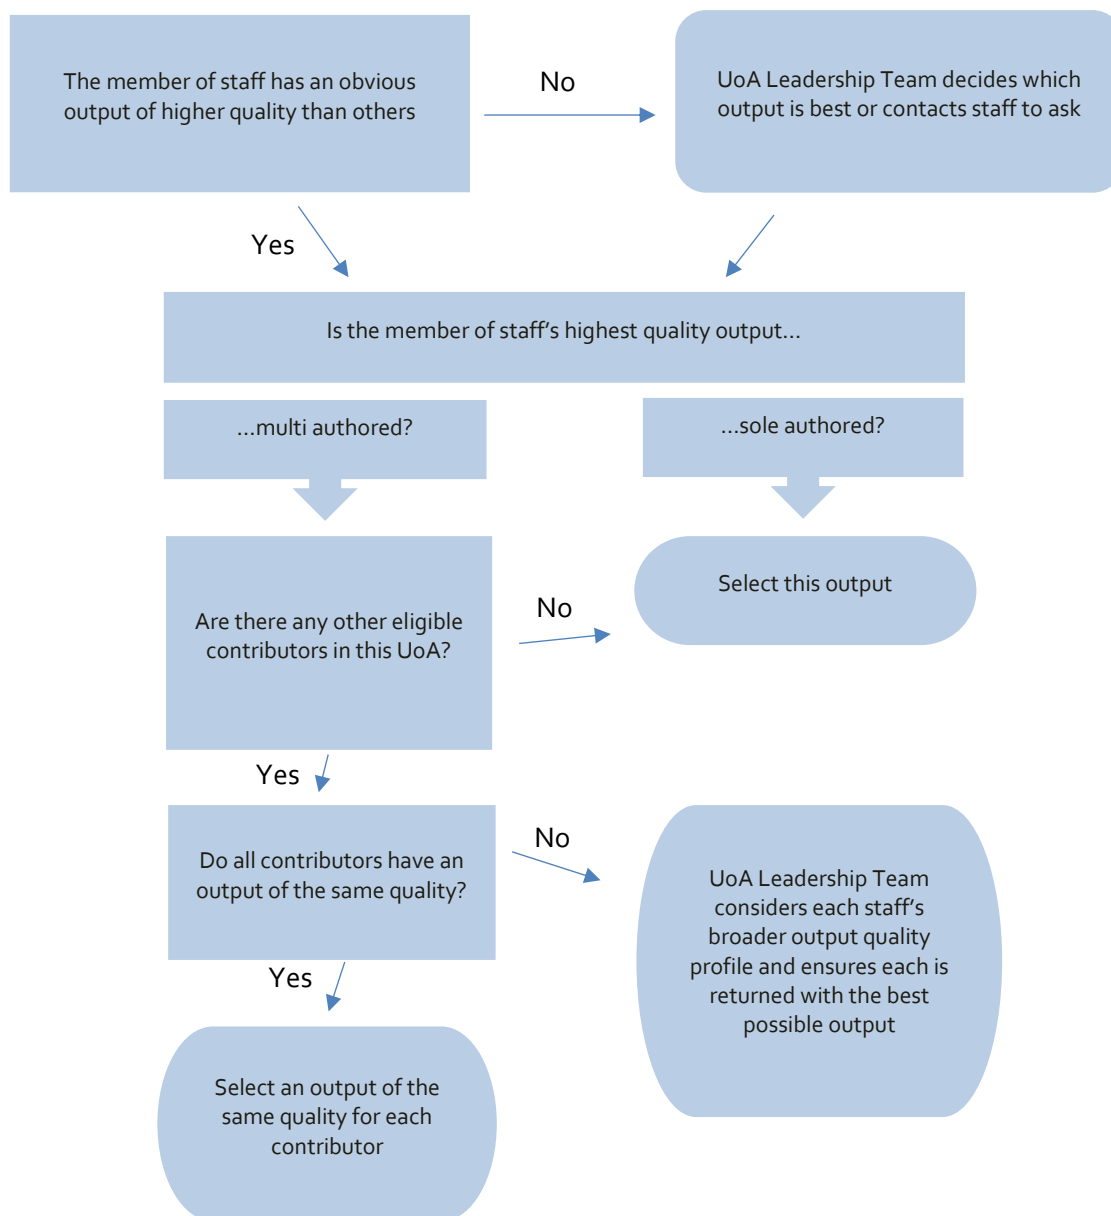 The member of staff has an obvious
output of higher quality than others
No
UoA Leadership Team decides which
output is best or contacts staff to ask
Yes
Is the member of staff’s highest quality output…
…multi authored?
…sole authored?
Are there any other eligible
contributors in this UoA?
No
Select this output
Yes
Do all contributors have an
output of the same quality?
No
UoA Leadership Team
considers each staff’s
broader output quality
profile and ensures each is
returned with the best
possible output
Yes
Select an output of the
same quality for each
contributor